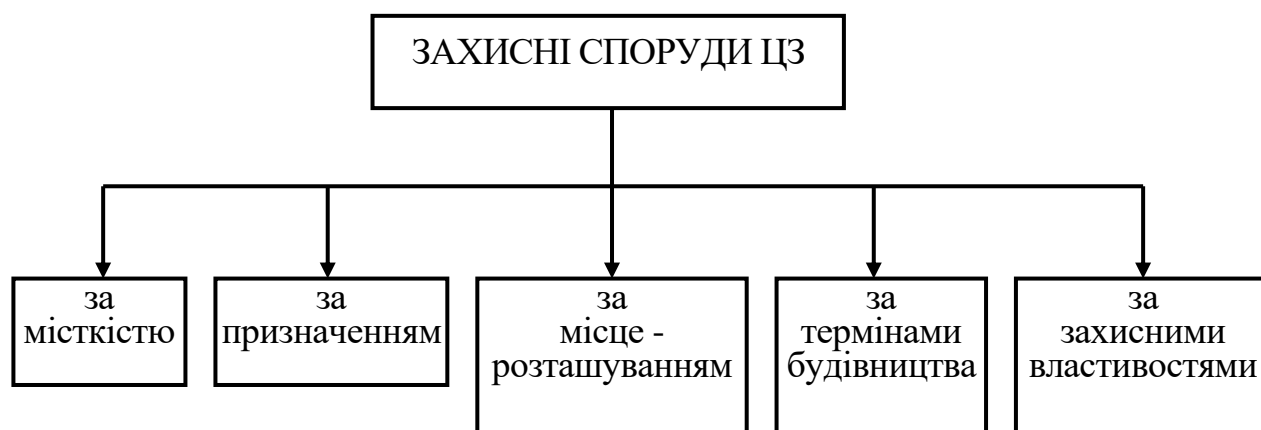 ЗАХИСНІ СПОРУДИ ЦЗ
за
місткістю
за
призначенням
за
місце -
розташуванням
за
термінами
будівництва
за
захисними
властивостями